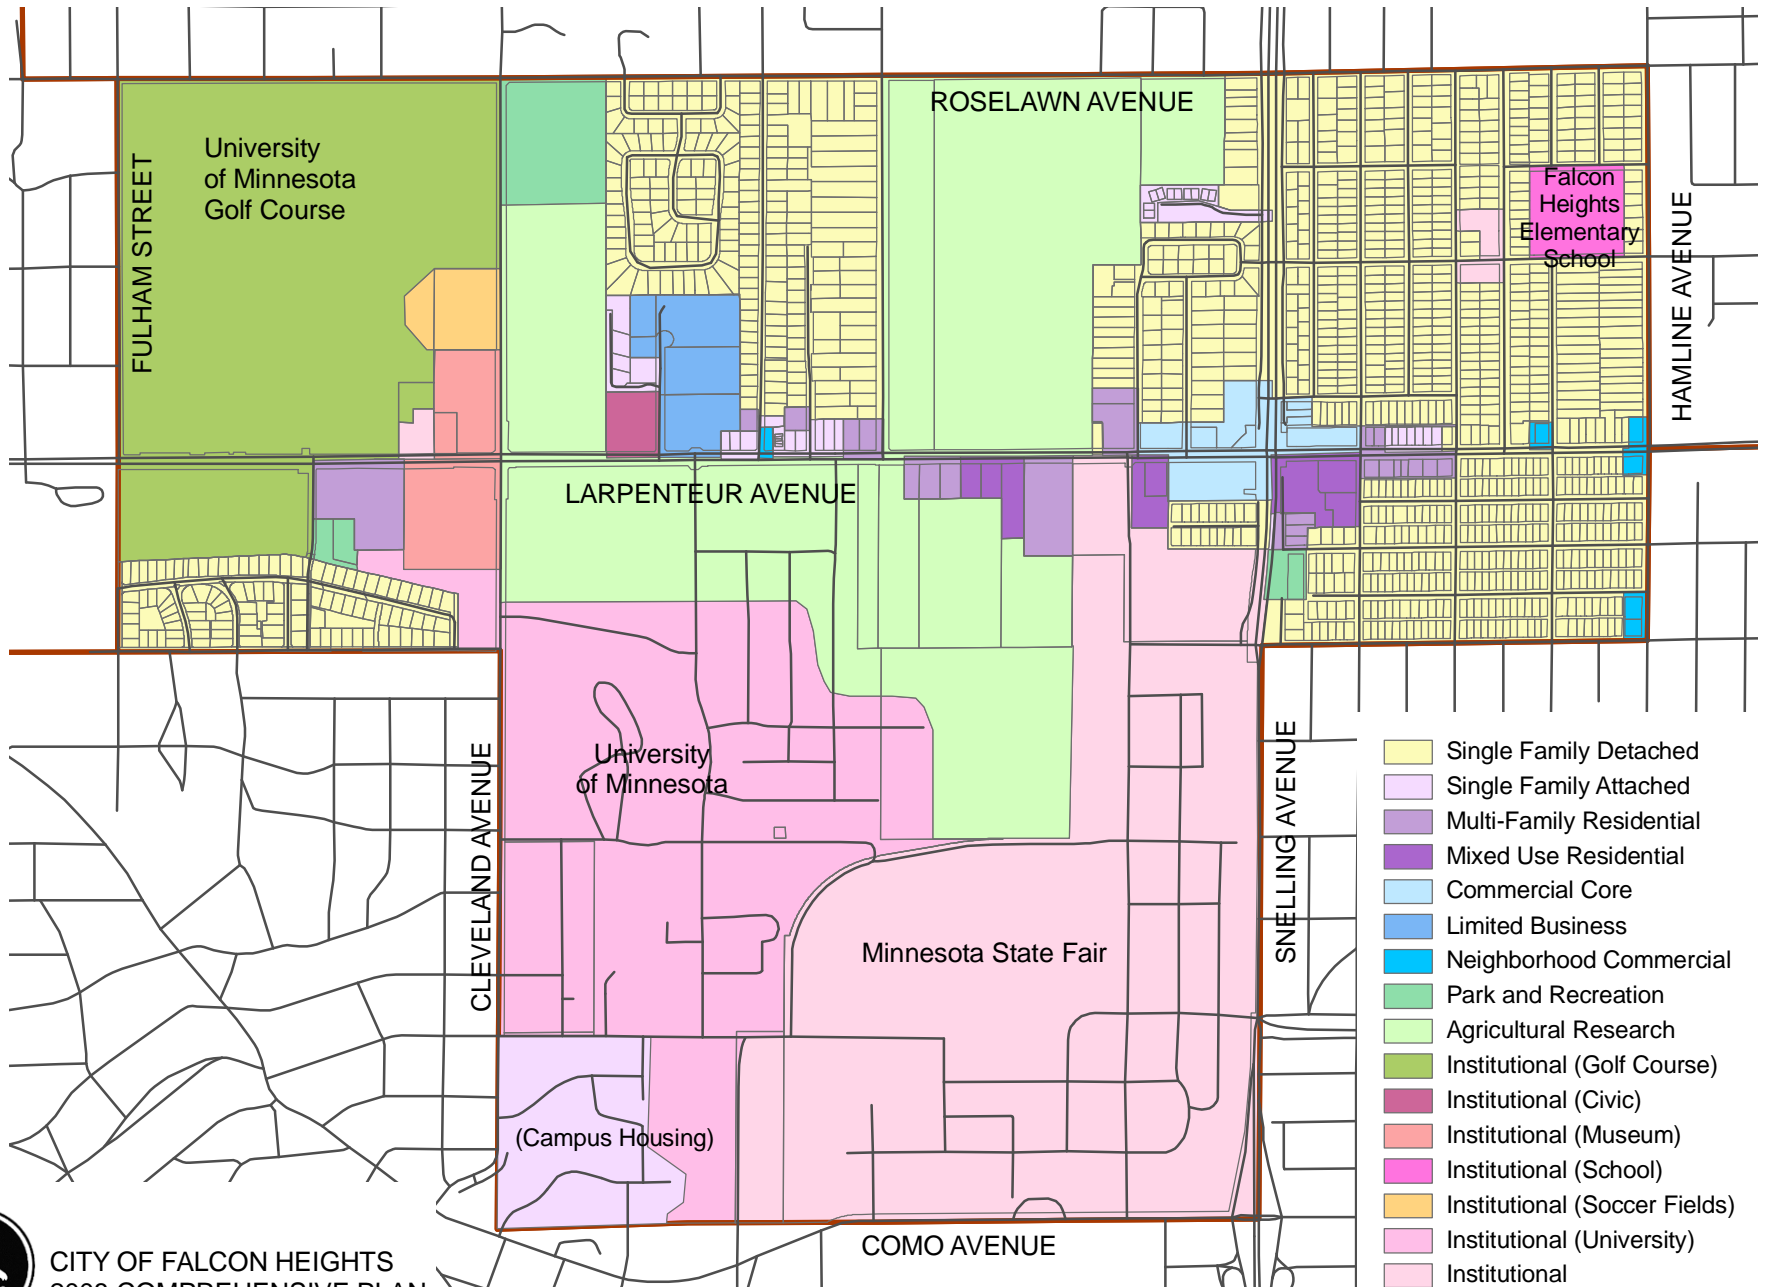 ROSELAWN AVENUE
University
of Minnesota
Golf Course
FULHAM STREET
Falcon
Heights
Elementary
School
HAMLINE AVENUE
LARPENTEUR AVENUE
University
of Minnesota
CLEVELAND AVENUE
SNELLING AVENUE
Minnesota State Fair
(Campus Housing)
COMO AVENUE
Single Family Detached
Single Family Attached
Multi-Family Residential
Mixed Use Residential
Commercial Core
Limited Business
Neighborhood Commercial
Park and Recreation
Agricultural Research
Institutional (Golf Course)
Institutional (Civic)
Institutional (Museum)
Institutional (School)
Institutional (Soccer Fields)
Institutional (University)
Institutional
CITY OF FALCON HEIGHTS
COMPREHENSIVE PLAN